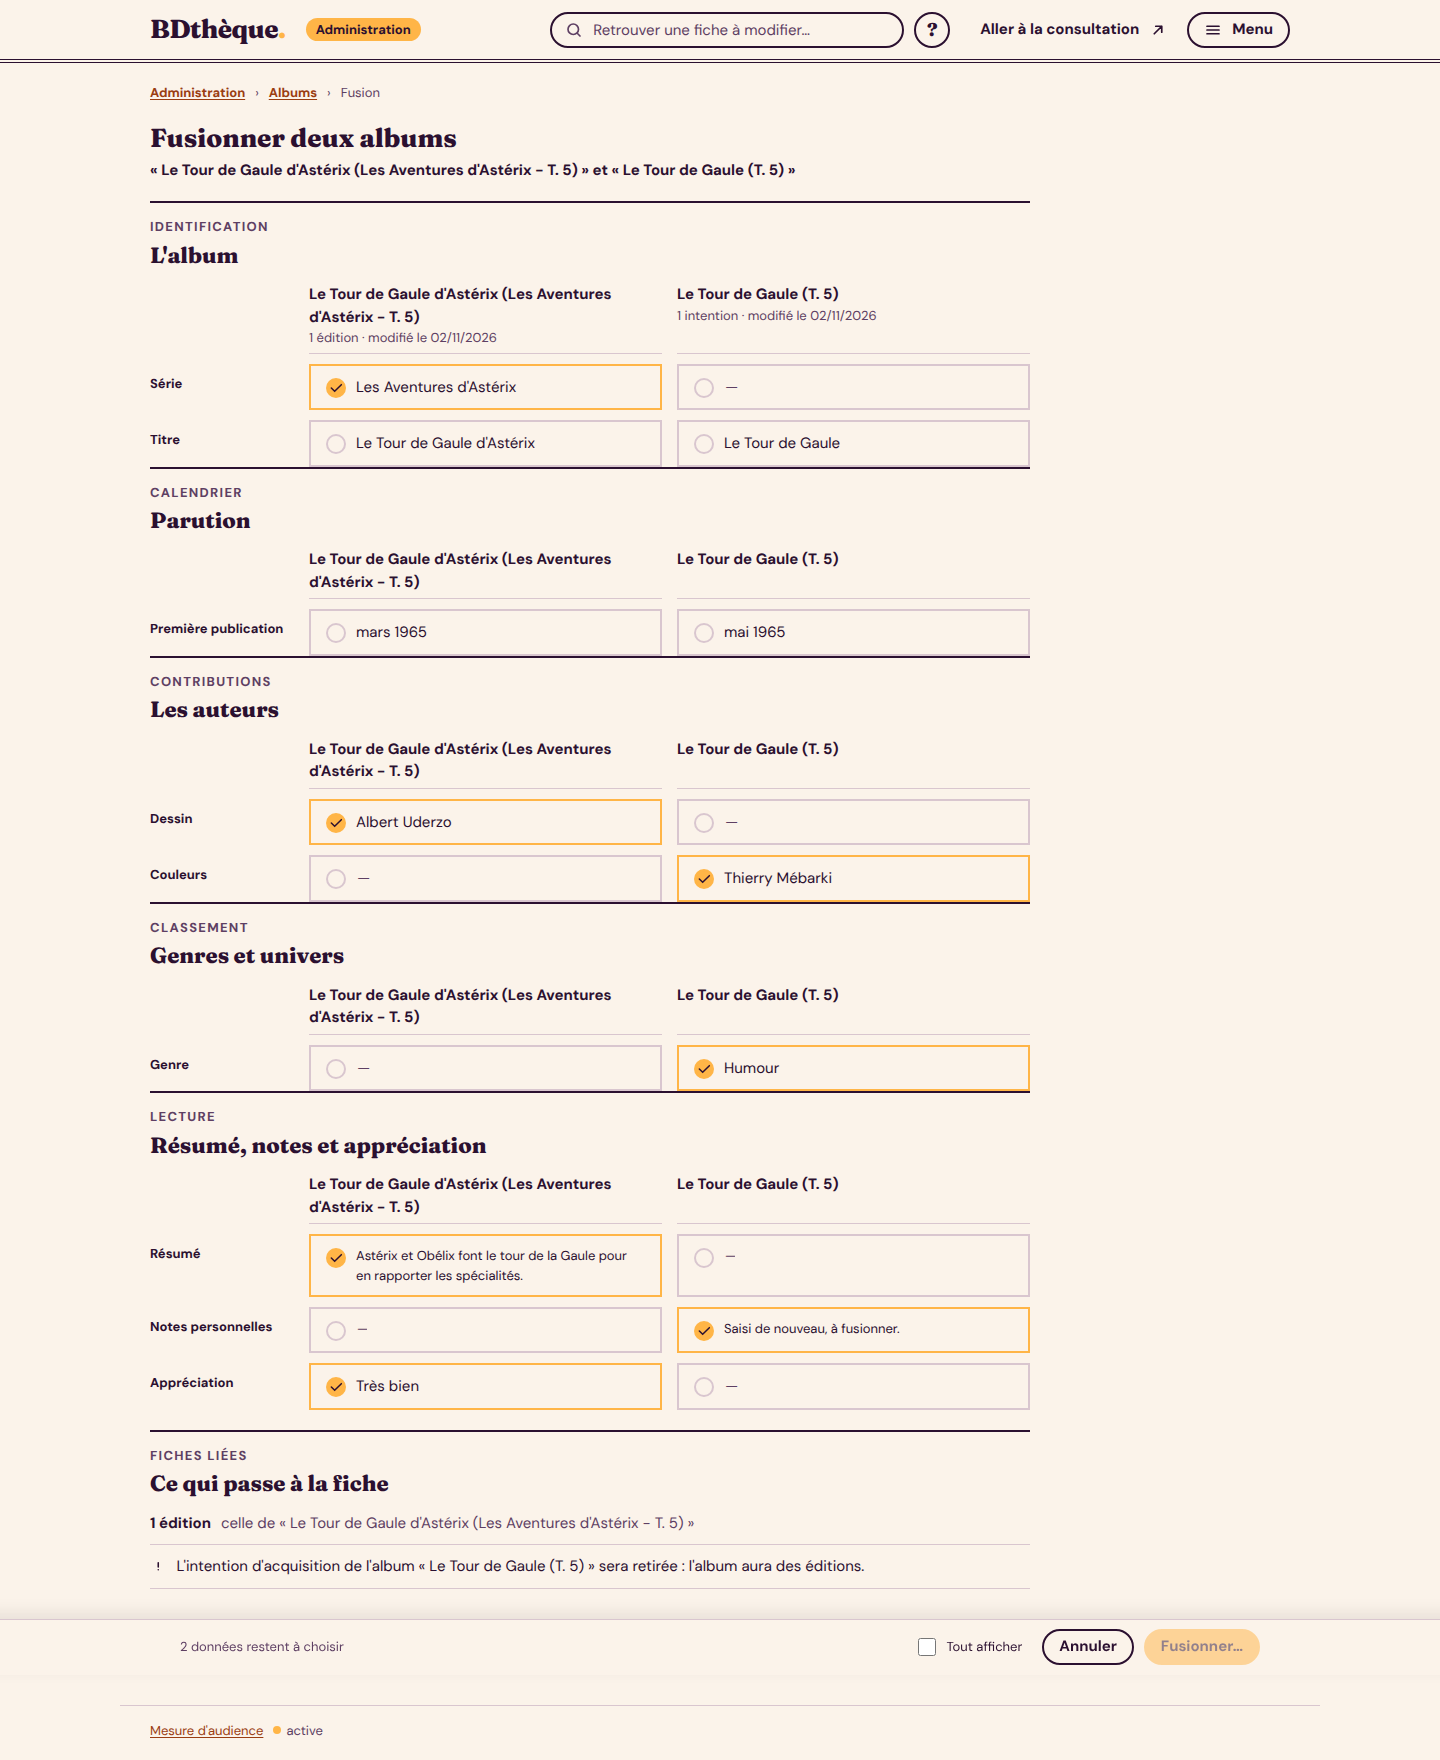 BDthèque. Administration Retrouver une fiche à modifier... ? Aller à la consultation Menu
Administration › Albums › Fusion
Fusionner deux albums
« Le Tour de Gaule d'Astérix (Les Aventures d'Astérix - T. 5) » et « Le Tour de Gaule (T. 5) »
IDENTIFICATION
L'album
Le Tour de Gaule d'Astérix (Les Aventures d'Astérix - T. 5)
1 édition · modifié le 02/11/2026
Le Tour de Gaule (T. 5)
1 intention · modifié le 02/11/2026
Série Les Aventures d'Astérix —
Titre Le Tour de Gaule d'Astérix Le Tour de Gaule
CALENDRIER
Parution
Le Tour de Gaule d'Astérix (Les Aventures d'Astérix - T. 5)
Le Tour de Gaule (T. 5)
Première publication mars 1965 mai 1965
CONTRIBUTIONS
Les auteurs
Le Tour de Gaule d'Astérix (Les Aventures d'Astérix - T. 5)
Le Tour de Gaule (T. 5)
Dessin Albert Uderzo —
Couleurs — Thierry Mébarki
CLASSEMENT
Genres et univers
Le Tour de Gaule d'Astérix (Les Aventures d'Astérix - T. 5)
Le Tour de Gaule (T. 5)
Genre — Humour
LECTURE
Résumé, notes et appréciation
Le Tour de Gaule d'Astérix (Les Aventures d'Astérix - T. 5)
Le Tour de Gaule (T. 5)
Résumé Astérix et Obélix font le tour de la Gaule pour en rapporter les spécialités. —
Notes personnelles — Saisi de nouveau, à fusionner.
Appréciation Très bien —
FICHES LIÉES
Ce qui passe à la fiche
1 édition celle de « Le Tour de Gaule d'Astérix (Les Aventures d'Astérix - T. 5) »
! L'intention d'acquisition de l'album « Le Tour de Gaule (T. 5) » sera retirée : l'album aura des éditions.
2 données restent à choisir Tout afficher Annuler Fusionner...
Mesure d'audience active